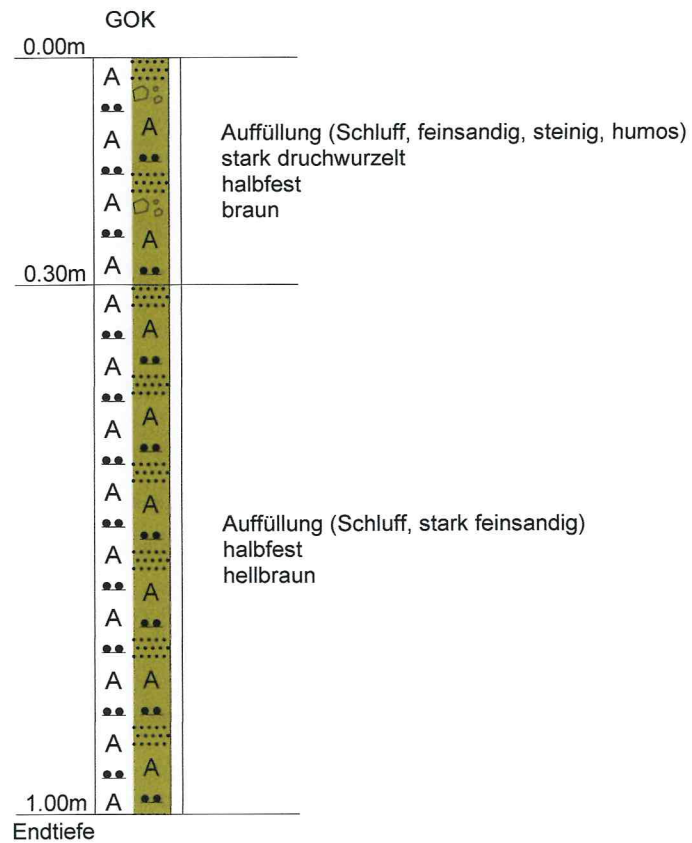 GOK
0.00m
A
A
Auffüllung (Schluff, feinsandig, steinig, humos)
A
stark druchwurzelt
halbfest
A
braun
A
A
0.30m
A
A
A
A
A
A
A
A
Auffüllung (Schluff, stark feinsandig)
A
halbfest
hellbraun
A
A
A
A
A
A
1.00m
A
Endtiefe